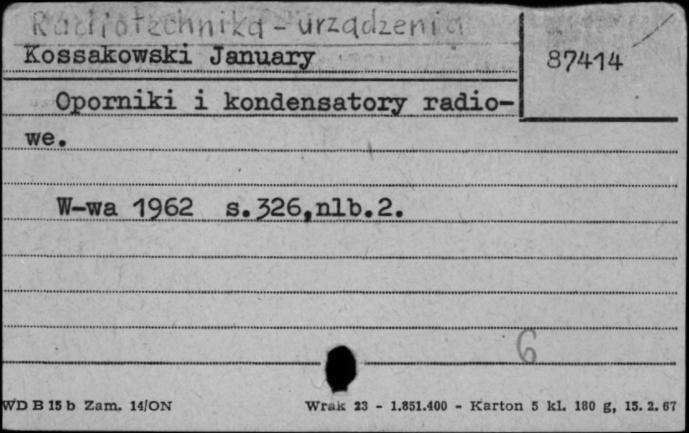 Radiotechnika - urządzenia
Kossakowski January
87414
Oporniki i kondensatory radio-
we.
W-wa 1962 s.326,nlb.2.
6
WD B 15 b Zam. 14/ON
Wrak 23 - 1.851.400 - Karton 5 kl. 180 g, 15. 2. 67